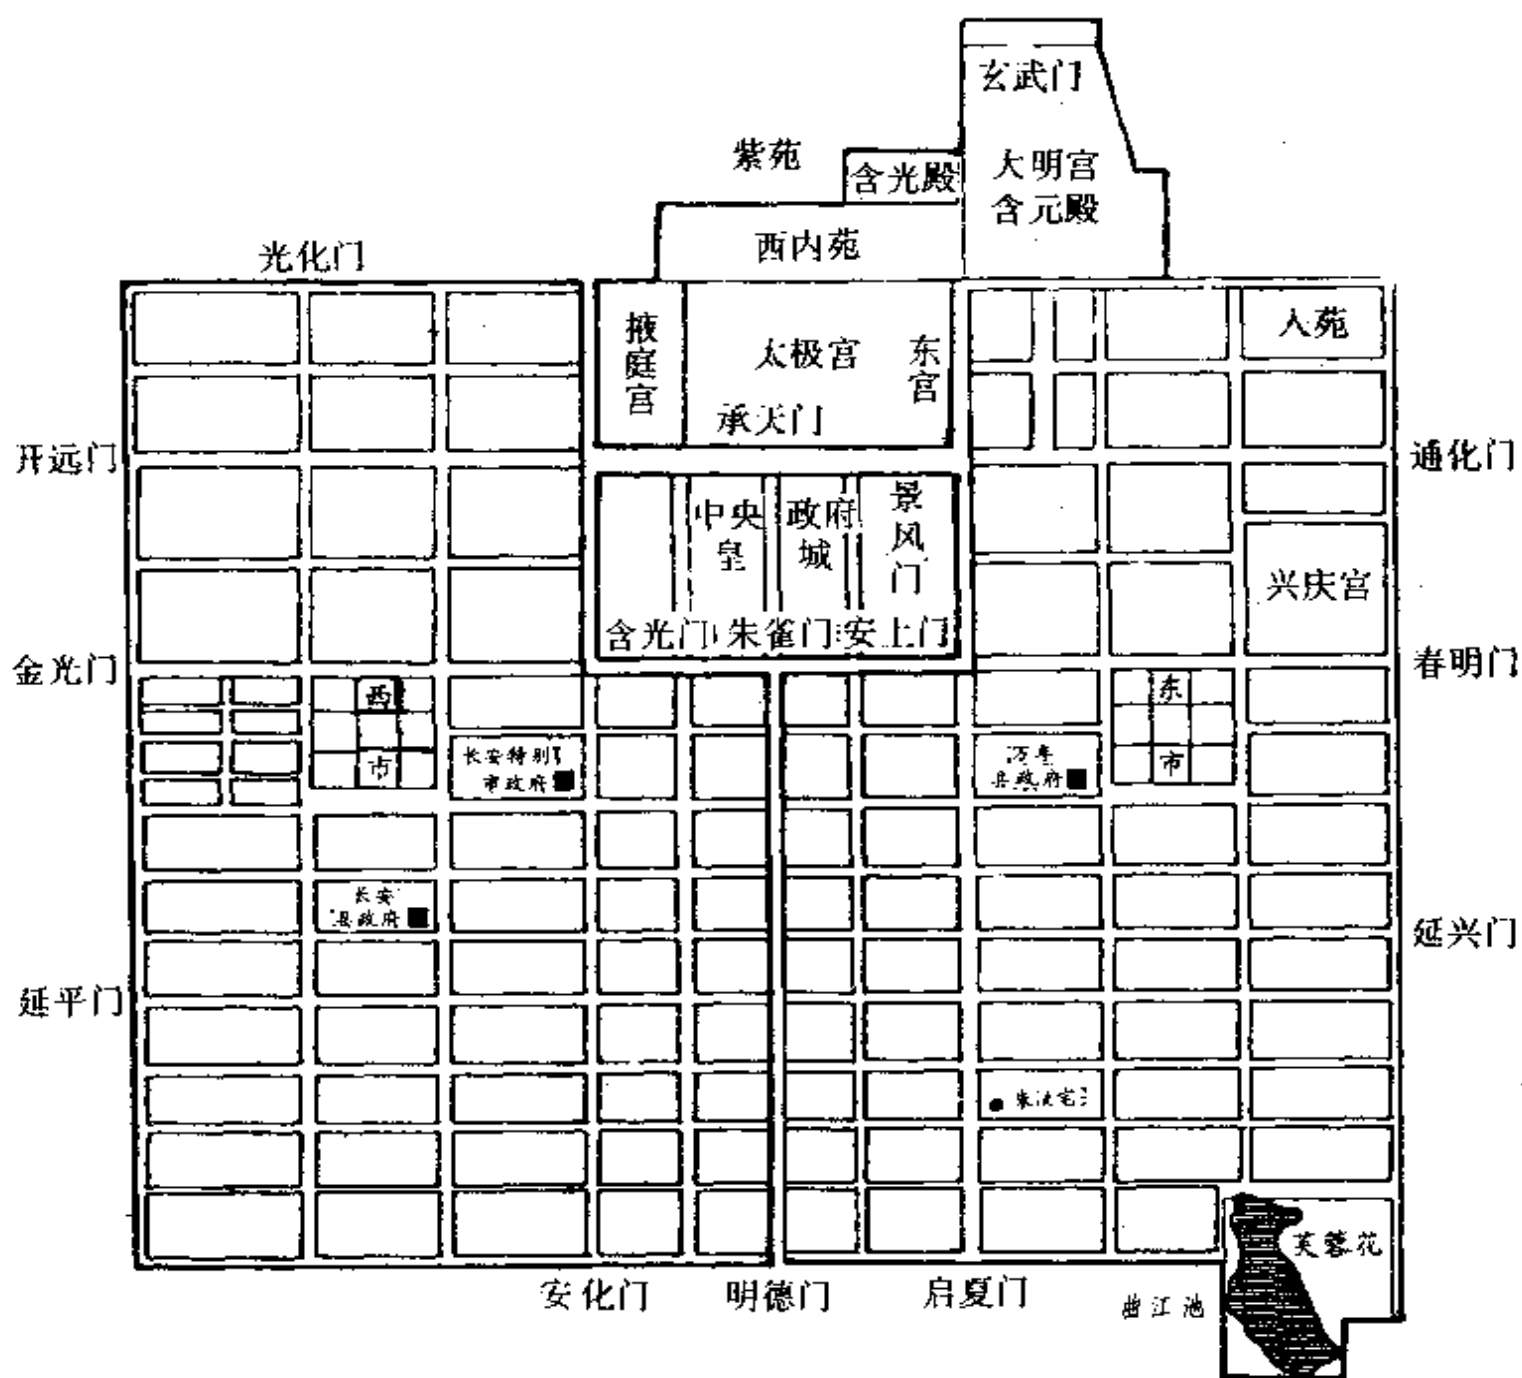 玄武门
紫苑
含光殿
大明宫
含元殿
西内苑
光化门
掖庭宫
太极宫
东宫
承天门
入苑
开远门
通化门
中央
政府
皇
城
景风门
兴庆宫
含光门
朱雀门
安上门
金光门
春明门
西
市
东
市
长安特别
市政府
县政府
长安
县政府
延兴门
延平门
芙蓉花
安化门
明德门
启夏门
曲江池